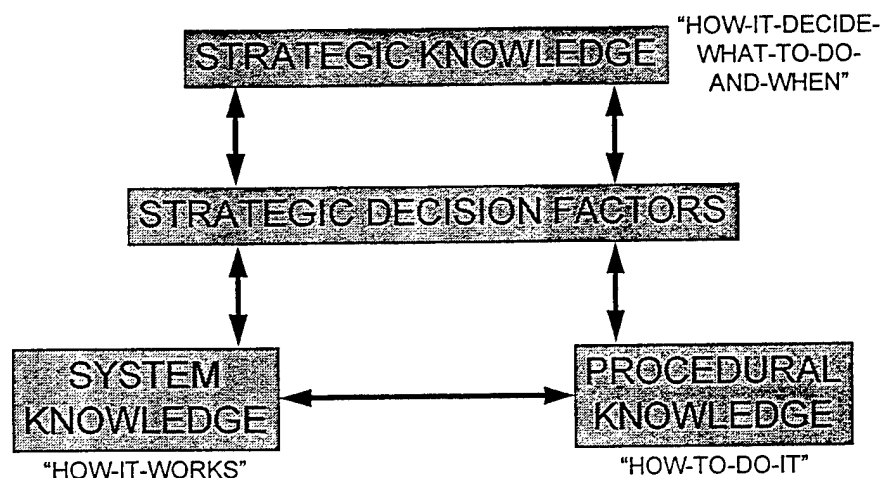 STRATEGIC KNOWLEDGE
“HOW-IT-DECIDE-
WHAT-TO-DO-
AND-WHEN”
STRATEGIC DECISION FACTORS
SYSTEM
KNOWLEDGE
“HOW-IT-WORKS”
PROCEDURAL
KNOWLEDGE
“HOW-TO-DO-IT”